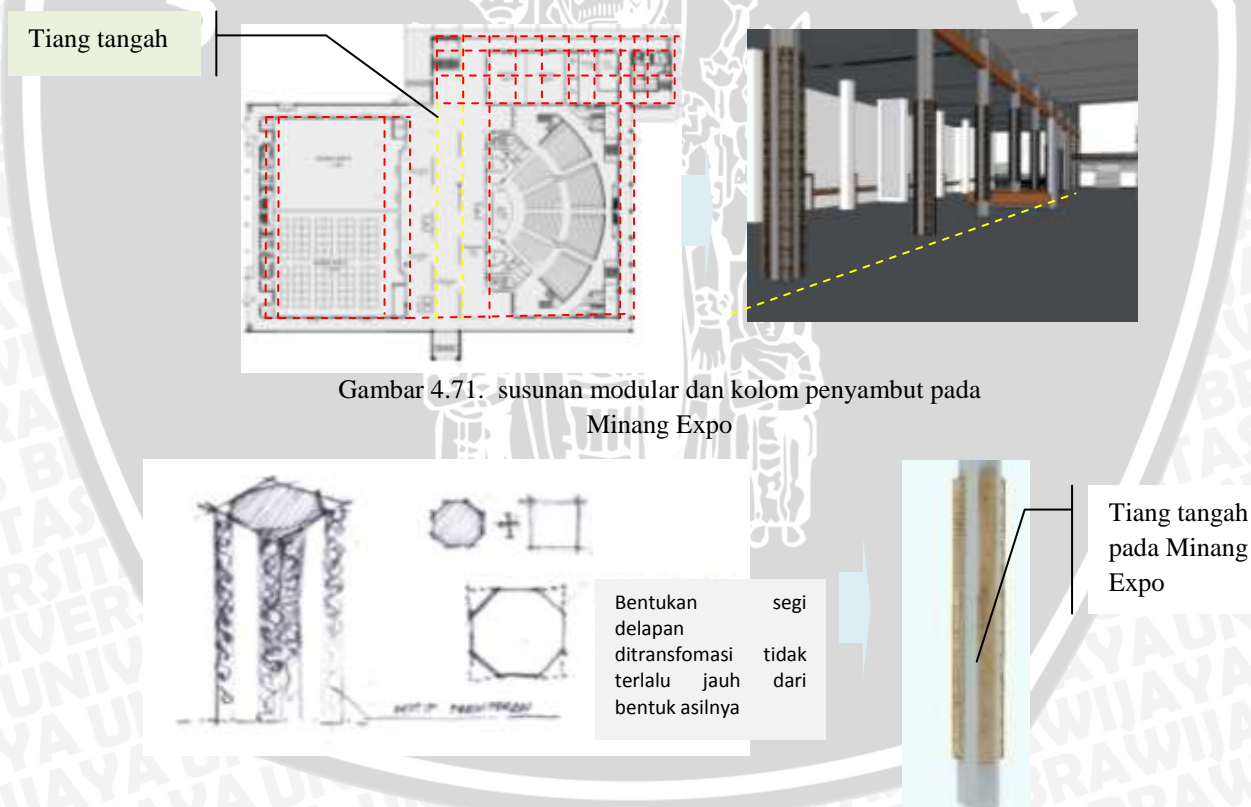 Tiang tangah
Gambar 4.71. susunan modular dan kolom penyambut pada
Minang Expo
Bentukan segi
delapan
ditransfomasi tidak
terlalu jauh dari
bentuk asilnya
Tiang tangah
pada Minang
Expo